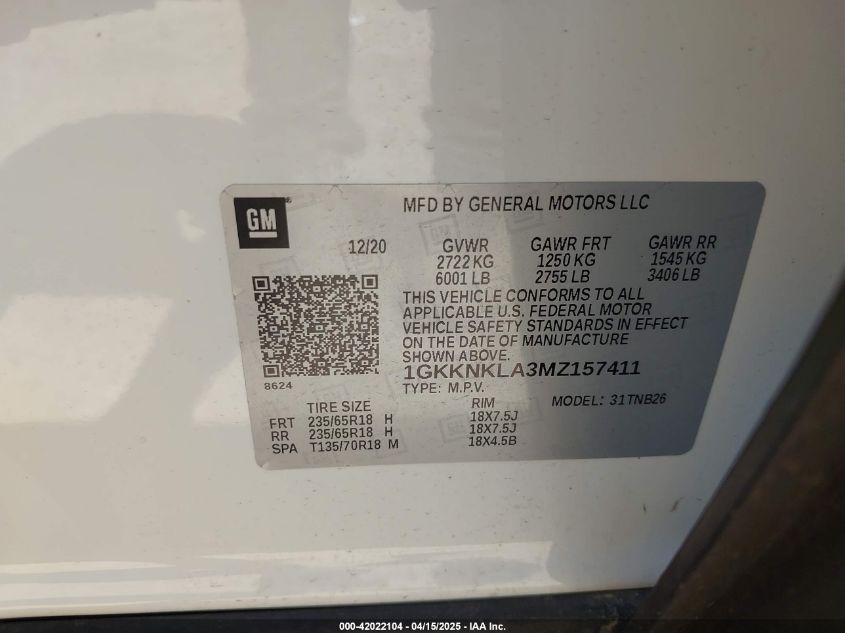 GM
MFD BY GENERAL MOTORS LLC
12/20 GVWR GAWR FRT GAWR RR
2722 KG 1250 KG 1545 KG
6001 LB 2755 LB 3406 LB
THIS VEHICLE CONFORMS TO ALL
APPLICABLE U.S. FEDERAL MOTOR
VEHICLE SAFETY STANDARDS IN EFFECT
ON THE DATE OF MANUFACTURE
SHOWN ABOVE.
1GKKNKLA3MZ157411
8624
TYPE: M.P.V. MODEL: 31TNB26
TIRE SIZE RIM
FRT 235/65R18 H 18X7.5J
RR 235/65R18 H 18X7.5J
SPA T135/70R18 M 18X4.5B
000-42022104 - 04/15/2025 - IAA Inc.